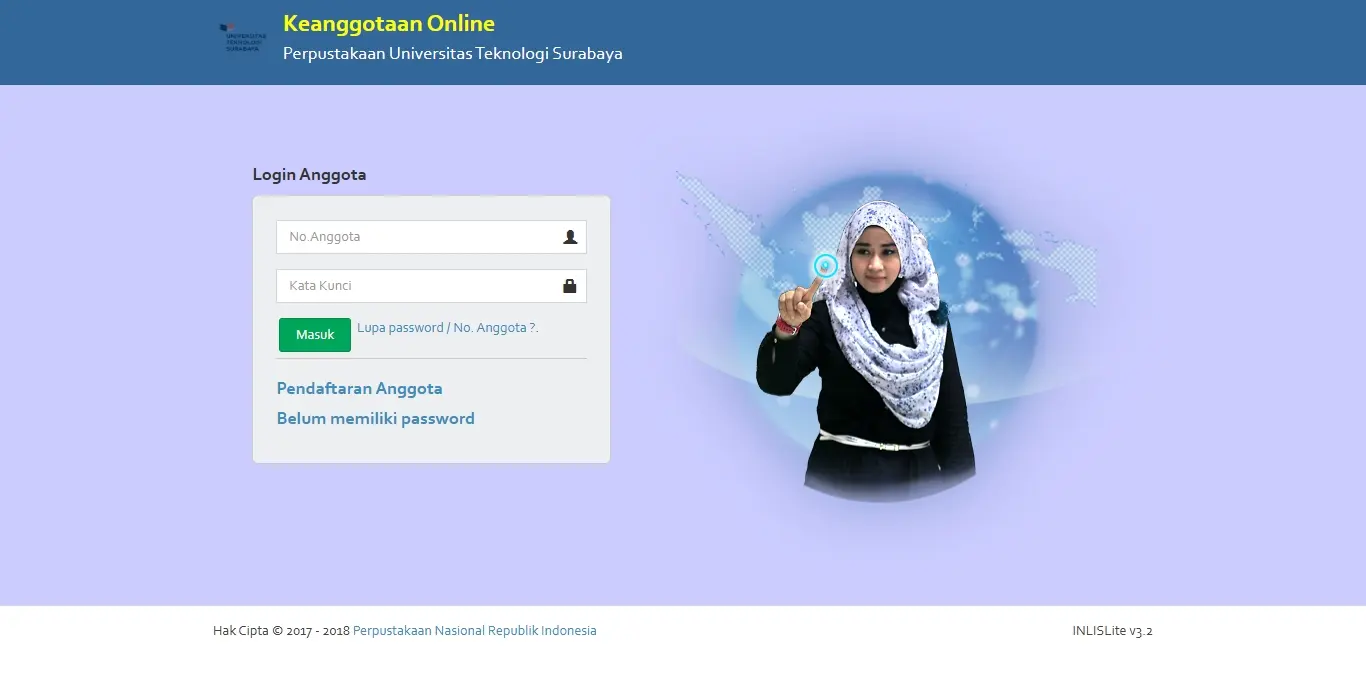 UNIVERSITAS
TEKNOLOGI
SURABAYA
Keanggotaan Online
Perpustakaan Universitas Teknologi Surabaya
Login Anggota
No.Anggota
Kata Kunci
Masuk
Lupa password / No. Anggota ?.
Pendaftaran Anggota
Belum memiliki password
Hak Cipta © 2017 - 2018 Perpustakaan Nasional Republik Indonesia
INLISLite v3.2